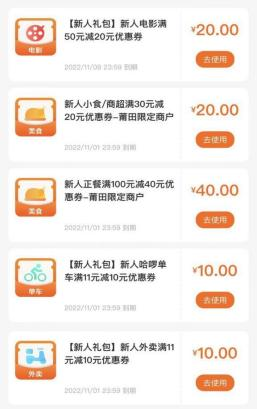 电影
【新人礼包】新人电影满
50元减20元优惠券
2022/11/09 23:59 到期
¥20.00
去使用
美食
新人小食/商超满30元减
20元优惠券-莆田限定商户
2022/11/01 23:59 到期
¥20.00
去使用
美食
新人正餐满100元减40元优
惠券-莆田限定商户
2022/11/01 23:59 到期
¥40.00
去使用
单车
【新人礼包】新人哈啰单
车满11元减10元优惠券
2022/11/01 23:59 到期
¥10.00
去使用
外卖
【新人礼包】新人外卖满11
元减10元优惠券
2022/11/01 23:59 到期
¥10.00
去使用